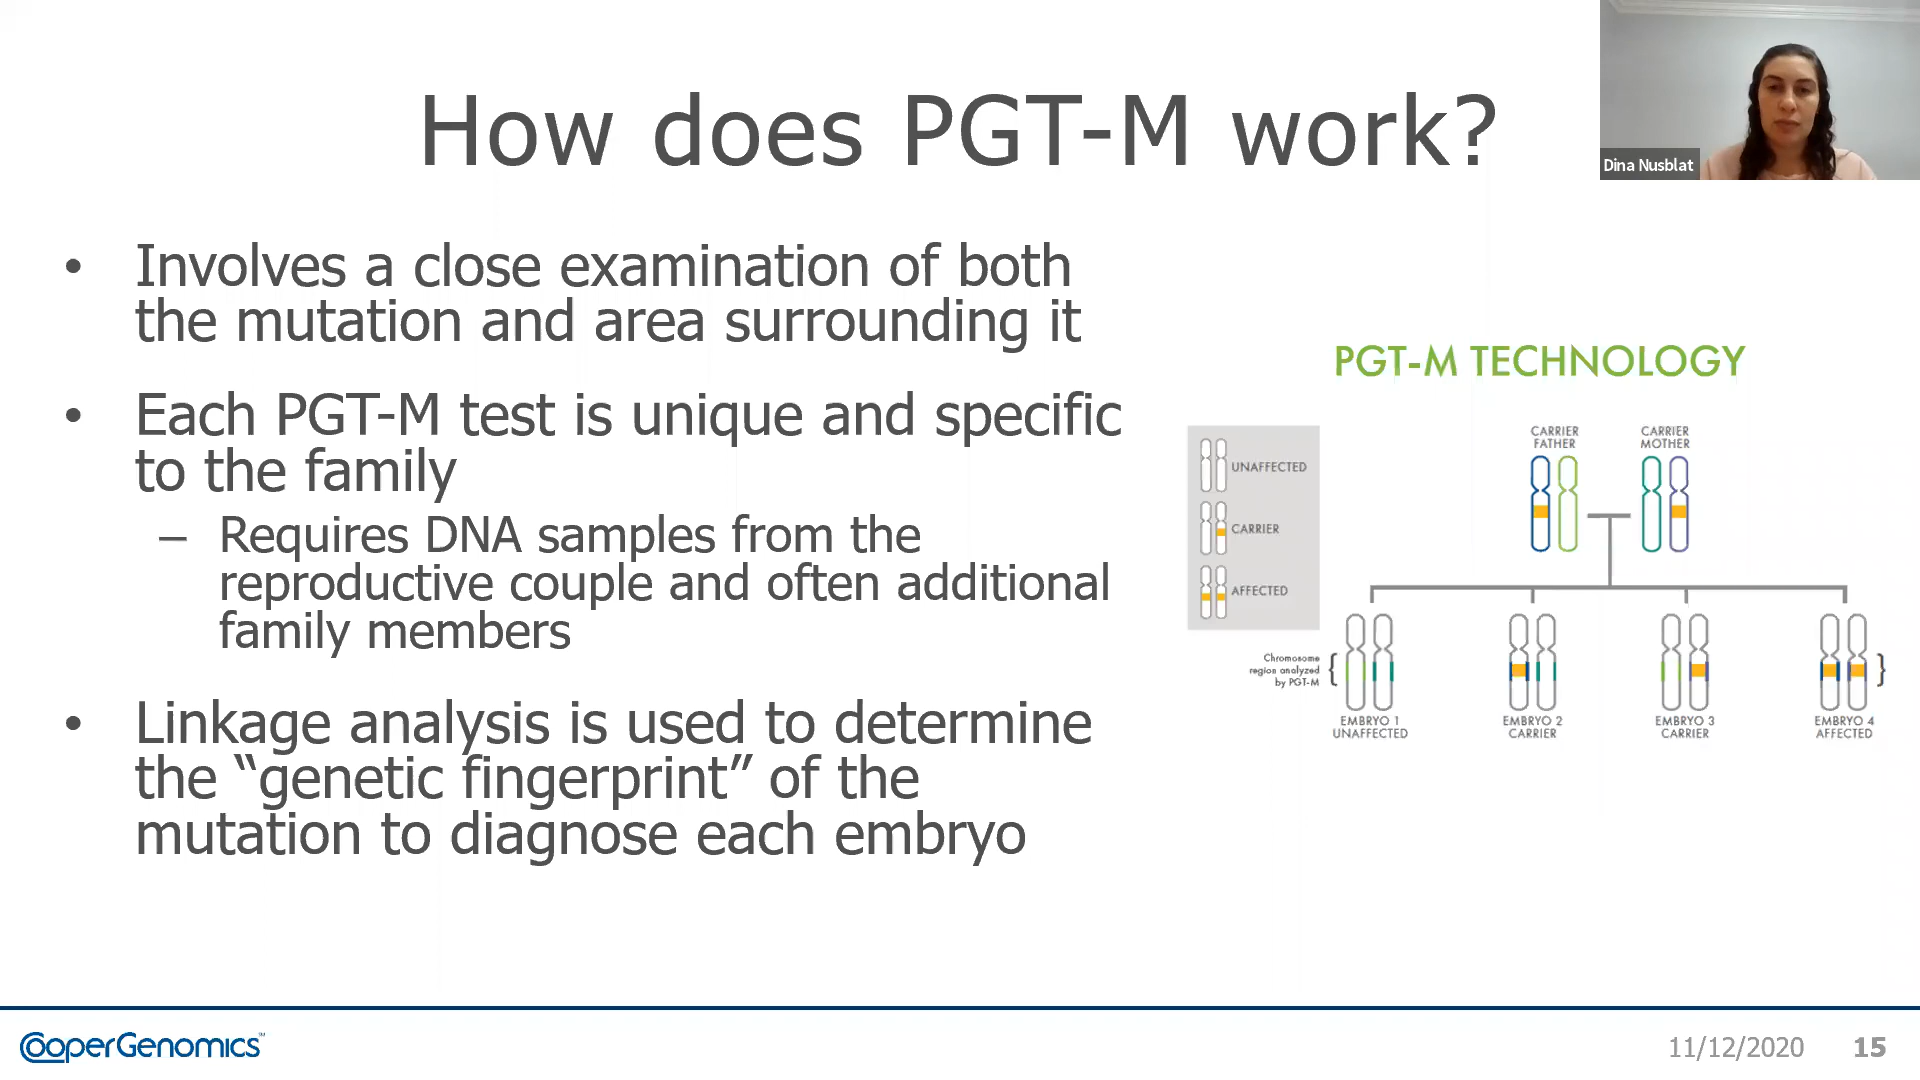 How does PGT-M work?
Dina Nusblat
• Involves a close examination of both
the mutation and area surrounding it
• Each PGT-M test is unique and specific
to the family
– Requires DNA samples from the
reproductive couple and often additional
family members
• Linkage analysis is used to determine
the “genetic fingerprint” of the
mutation to diagnose each embryo
PGT-M TECHNOLOGY
UNAFFECTED
CARRIER
AFFECTED
CARRIER
FATHER
CARRIER
MOTHER
Chromosome
region analyzed
by PGT-M
EMBRYO 1
UNAFFECTED
EMBRYO 2
CARRIER
EMBRYO 3
CARRIER
EMBRYO 4
AFFECTED
CooperGenomics™
11/12/2020
15